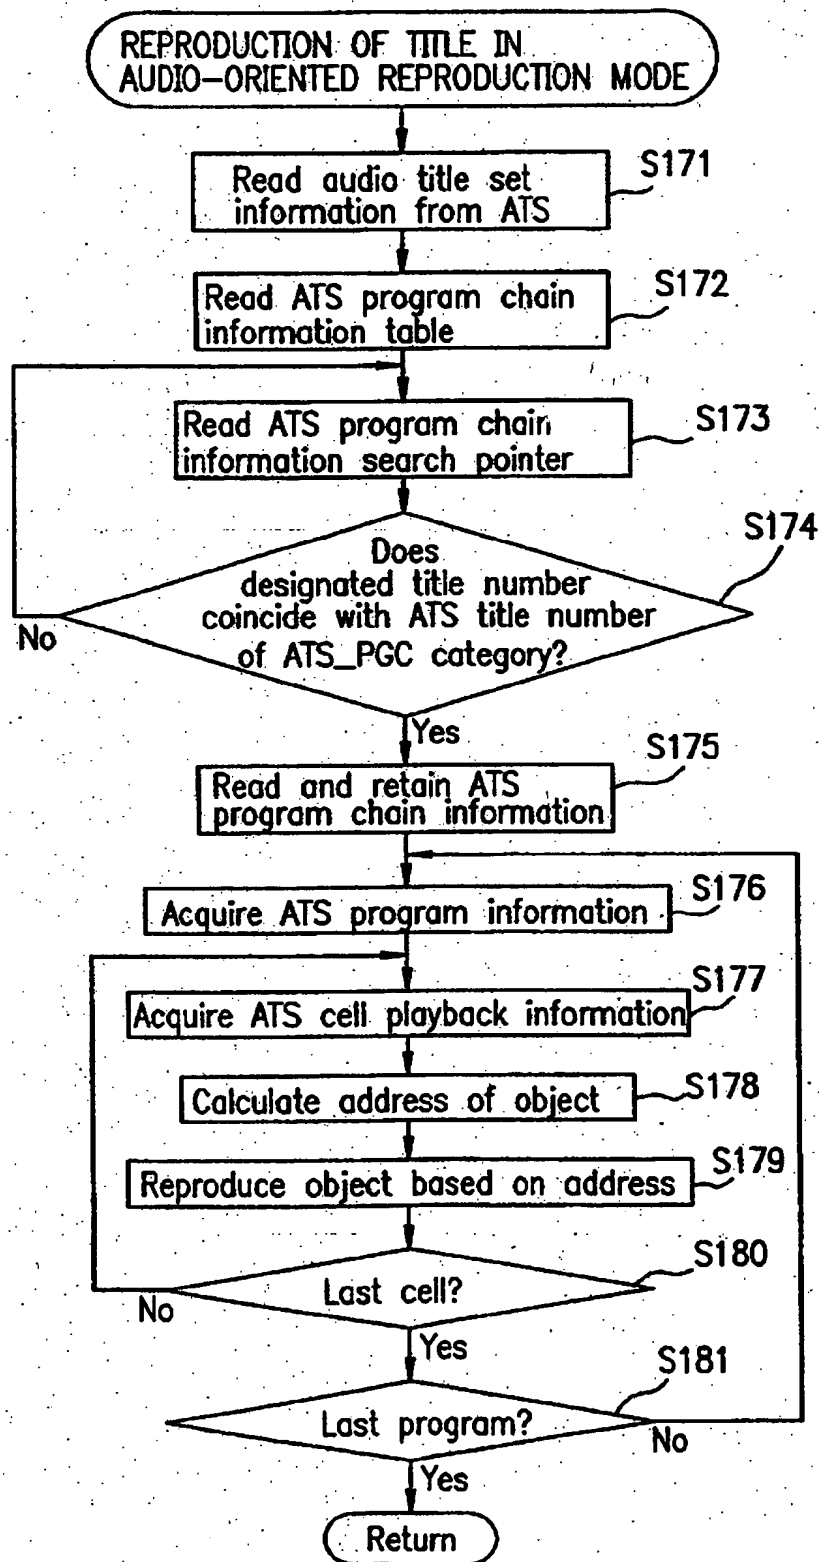 REPRODUCTION OF TITLE IN
AUDIO-ORIENTED REPRODUCTION MODE
S171
Read audio title set
information from ATS
S172
Read ATS program chain
information table
S173
Read ATS program chain
information search pointer
S174
Does
designated title number
coincide with ATS title number
of ATS_PGC category?
No
Yes
S175
Read and retain ATS
program chain information
S176
Acquire ATS program information
S177
Acquire ATS cell playback information
S178
Calculate address of object
S179
Reproduce object based on address
S180
Last cell?
No
Yes
S181
Last program?
No
Yes
Return